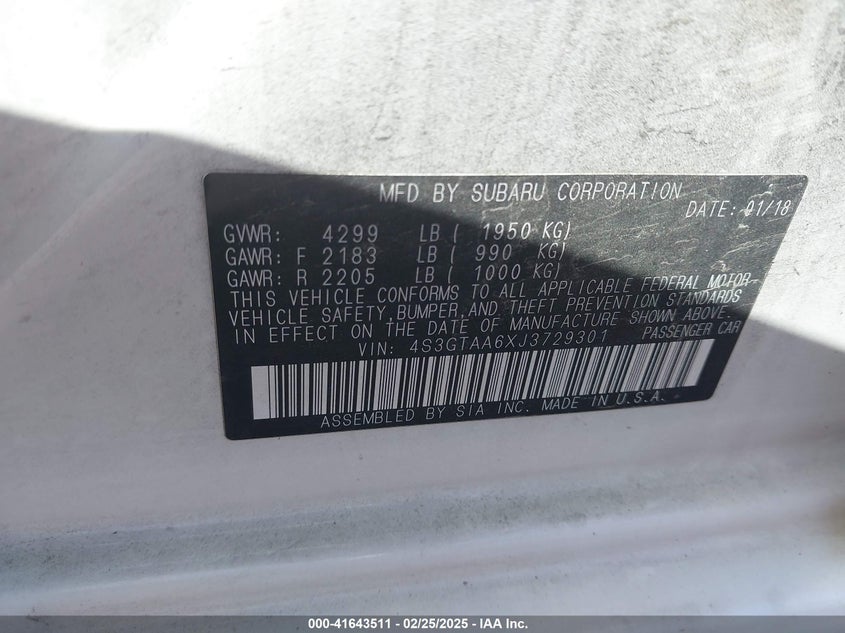 MFD BY SUBARU CORPORATION
DATE: 01/18
GVWR: 4299 LB ( 1950 KG)
GAWR: F 2183 LB ( 990 KG)
GAWR: R 2205 LB ( 1000 KG)
THIS VEHICLE CONFORMS TO ALL APPLICABLE FEDERAL MOTOR
VEHICLE SAFETY,BUMPER,AND THEFT PREVENTION STANDARDS
IN EFFECT ON THE DATE OF MANUFACTURE SHOWN ABOVE.
VIN: 4S3GTAA6XJ3729301 PASSENGER CAR
ASSEMBLED BY SIA INC. MADE IN U.S.A.
000-41643511 - 02/25/2025 - IAA Inc.